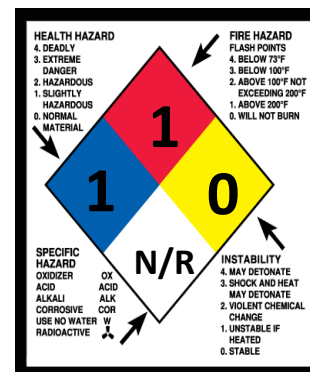 HEALTH HAZARD
4. DEADLY
3. EXTREME
DANGER
2. HAZARDOUS
1. SLIGHTLY
HAZARDOUS
0. NORMAL
MATERIAL
FIRE HAZARD
FLASH POINTS
4. BELOW 73°F
3. BELOW 100°F
2. ABOVE 100°F NOT
EXCEEDING 200°F
1. ABOVE 200°F
0. WILL NOT BURN
1
1
0
N/R
SPECIFIC
HAZARD
OXIDIZER OX
ACID ACID
ALKALI ALK
CORROSIVE COR
USE NO WATER W
RADIOACTIVE
INSTABILITY
4. MAY DETONATE
3. SHOCK AND HEAT
MAY DETONATE
2. VIOLENT CHEMICAL
CHANGE
1. UNSTABLE IF
HEATED
0. STABLE